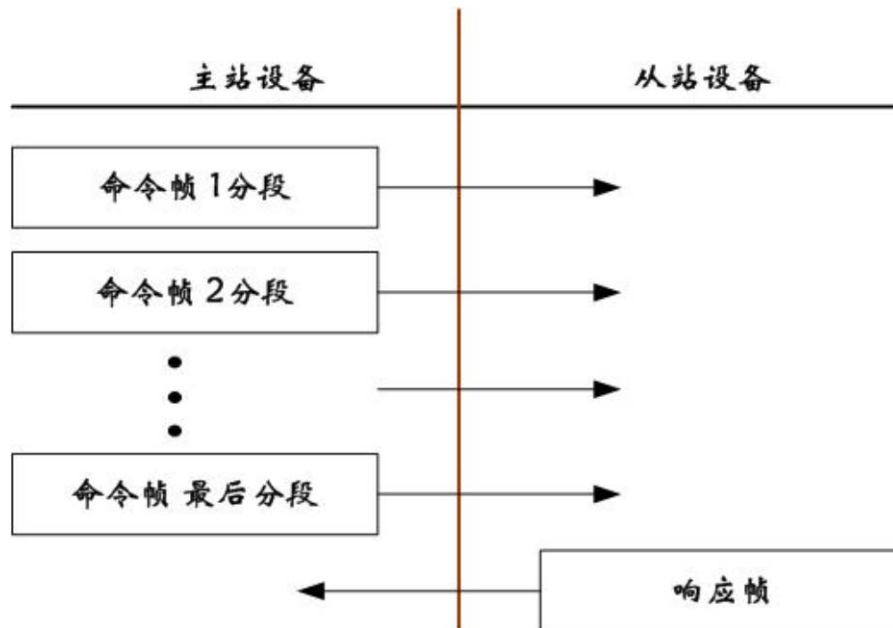 主站设备
从站设备
命令帧 1分段
命令帧 2分段
命令帧 最后分段
响应帧